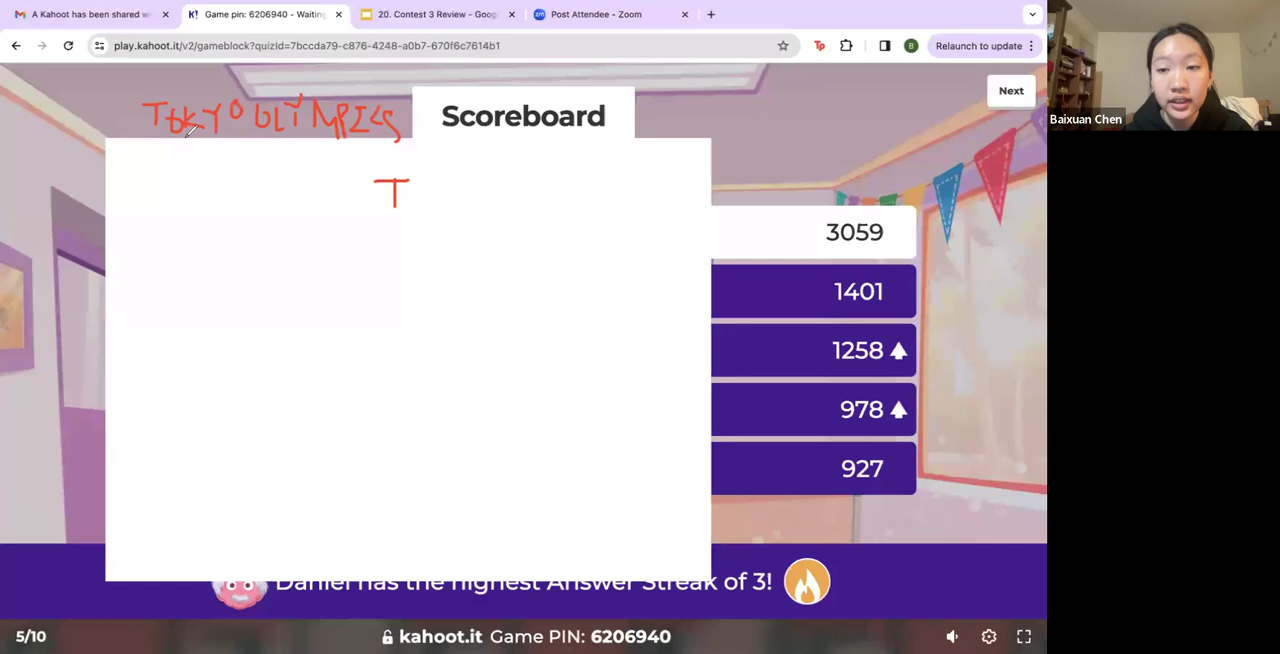 A Kahoot has been shared w
Game pin: 6206940 - Waitin
20. Contest 3 Review - Goog
Post Attendee - Zoom
play.kahoot.it/v2/gameblock?quizId=7bccda79-c876-4248-a0b7-670f6c7614b1
Relaunch to update
Next
TOKYO OLYMPICS
Scoreboard
Baixuan Chen
T
3059
1401
1258
978
927
Daniel has the highest Answer Streak of 3!
5/10
kahoot.it Game PIN: 6206940